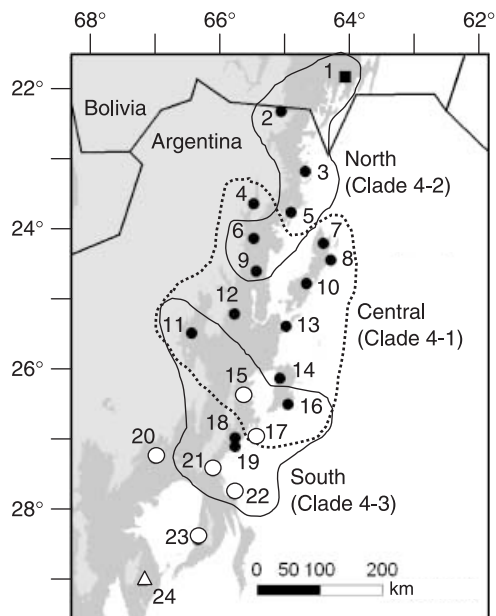 68° 66° 64° 62°
22°
24°
26°
28°
Bolivia
Argentina
1
2
3
North
(Clade 4-2)
4
5
6
7
8
9
10
Central
(Clade 4-1)
11
12
13
14
15
16
17
18
19
20
21
22
South
(Clade 4-3)
23
24
0 50 100 200
km